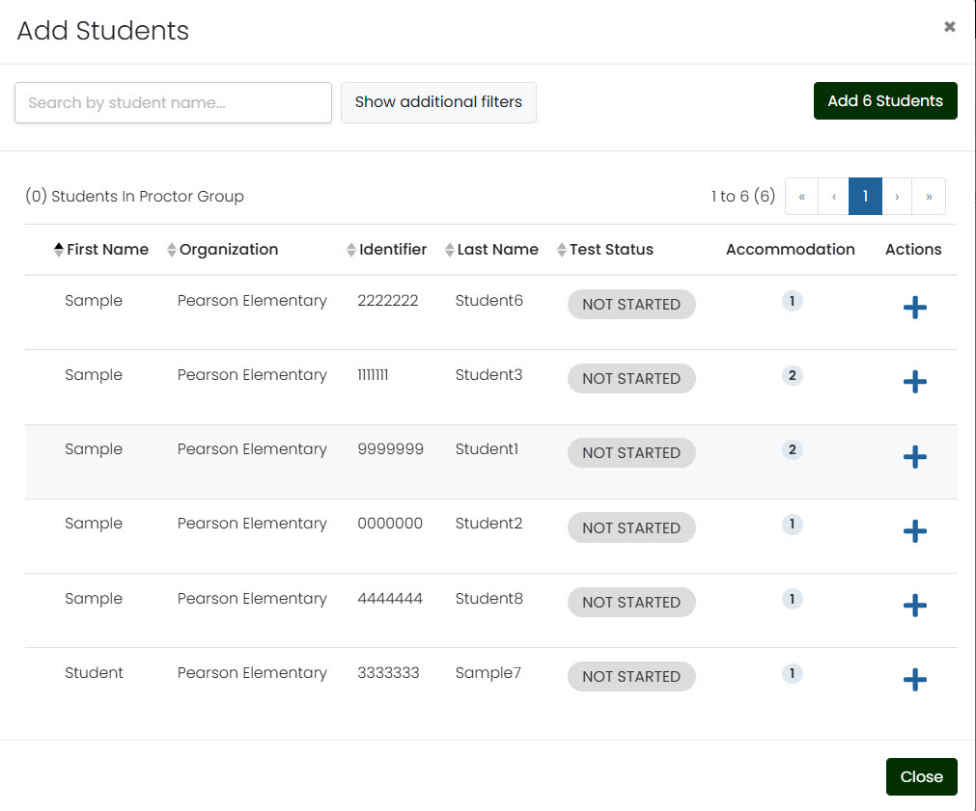 Add Students
×
Search by student name... Show additional filters Add 6 Students
(0) Students In Proctor Group 1 to 6 (6) « ‹ 1 › »
First Name Organization Identifier Last Name Test Status Accommodation Actions
Sample Pearson Elementary 2222222 Student6 NOT STARTED 1
Sample Pearson Elementary 1111111 Student3 NOT STARTED 2
Sample Pearson Elementary 9999999 Student1 NOT STARTED 2
Sample Pearson Elementary 0000000 Student2 NOT STARTED 1
Sample Pearson Elementary 4444444 Student8 NOT STARTED 1
Student Pearson Elementary 3333333 Sample7 NOT STARTED 1
Close